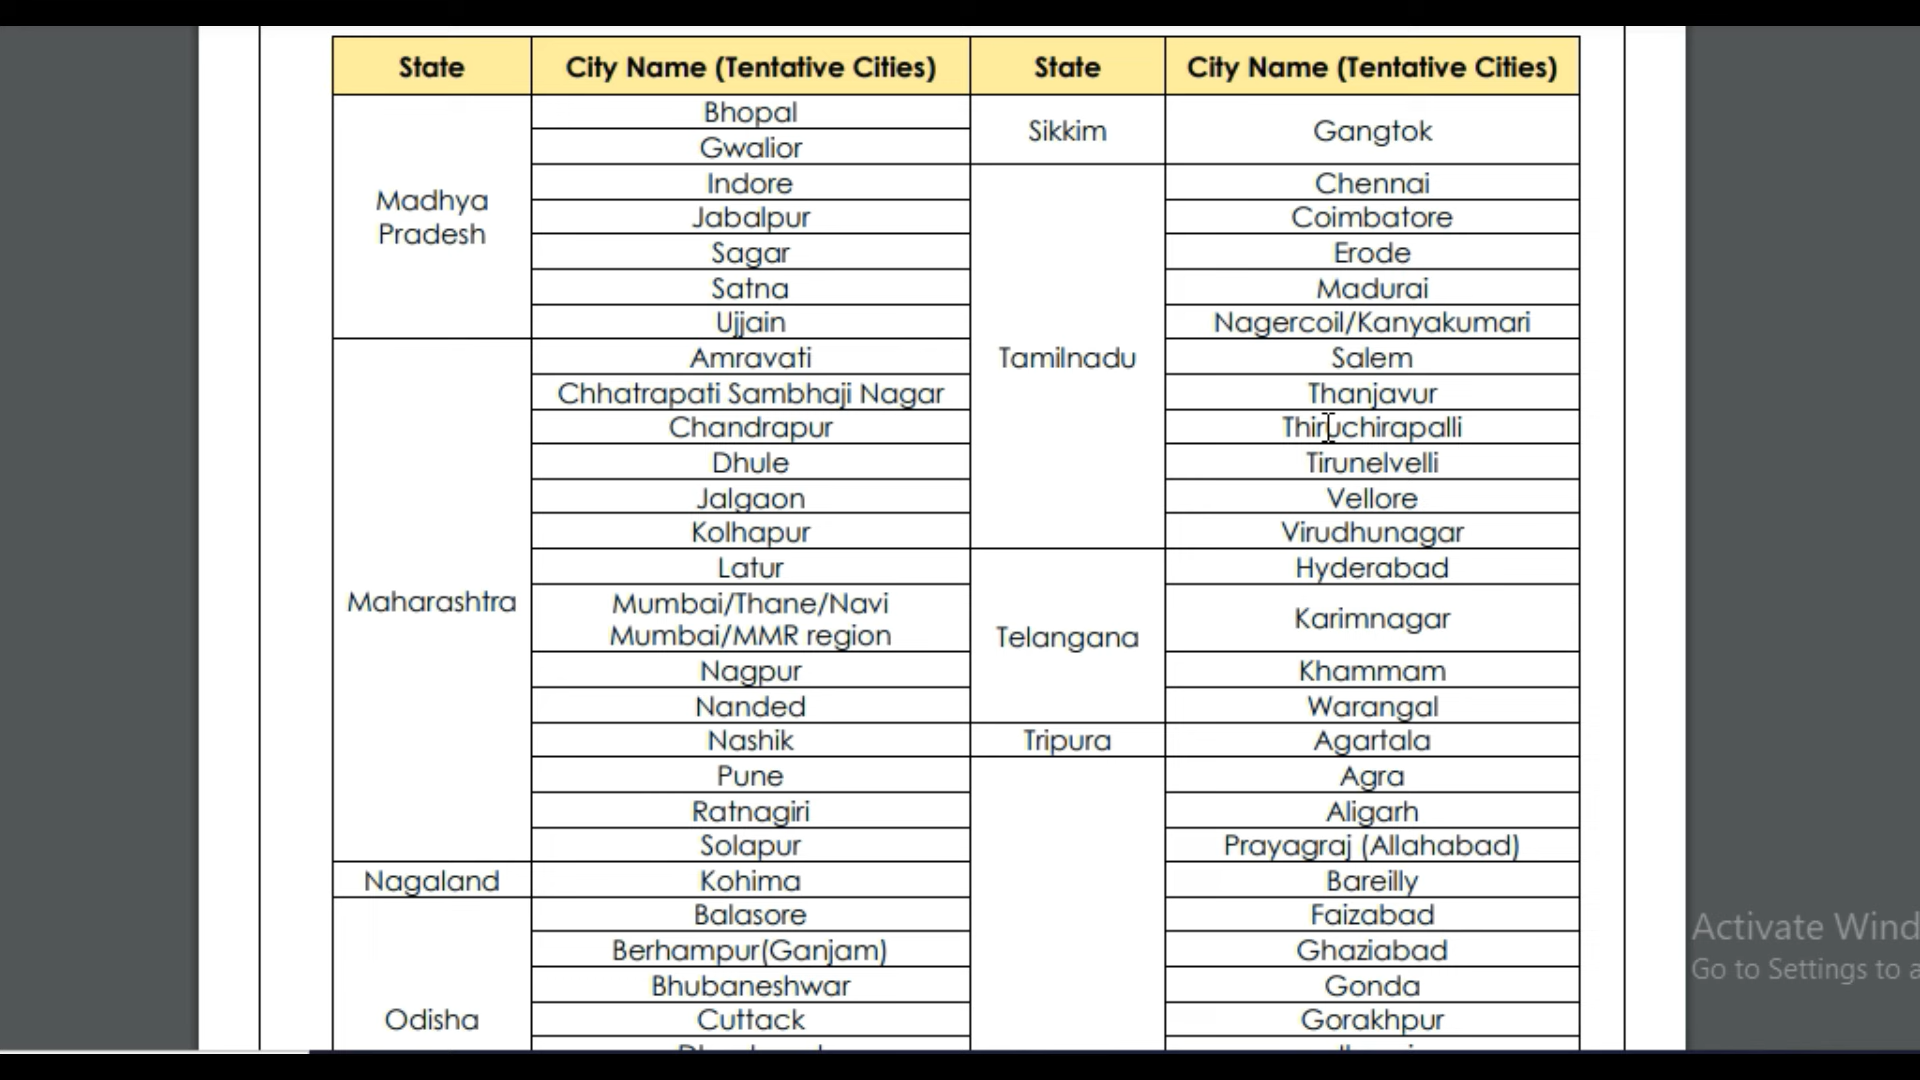 State City Name (Tentative Cities) State City Name (Tentative Cities)
Madhya
Pradesh
Bhopal
Gwalior
Indore
Jabalpur
Sagar
Satna
Ujjain
Maharashtra
Amravati
Chhatrapati Sambhaji Nagar
Chandrapur
Dhule
Jalgaon
Kolhapur
Latur
Mumbai/Thane/Navi
Mumbai/MMR region
Nagpur
Nanded
Nashik
Pune
Ratnagiri
Solapur
Nagaland
Kohima
Odisha
Balasore
Berhampur(Ganjam)
Bhubaneshwar
Cuttack
Sikkim
Gangtok
Tamilnadu
Chennai
Coimbatore
Erode
Madurai
Nagercoil/Kanyakumari
Salem
Thanjavur
Thiruchirapalli
Tirunelvelli
Vellore
Virudhunagar
Telangana
Hyderabad
Karimnagar
Khammam
Warangal
Tripura
Agartala
Agra
Aligarh
Prayagraj (Allahabad)
Bareilly
Faizabad
Ghaziabad
Gonda
Gorakhpur
Activate Wind
Go to Settings to a